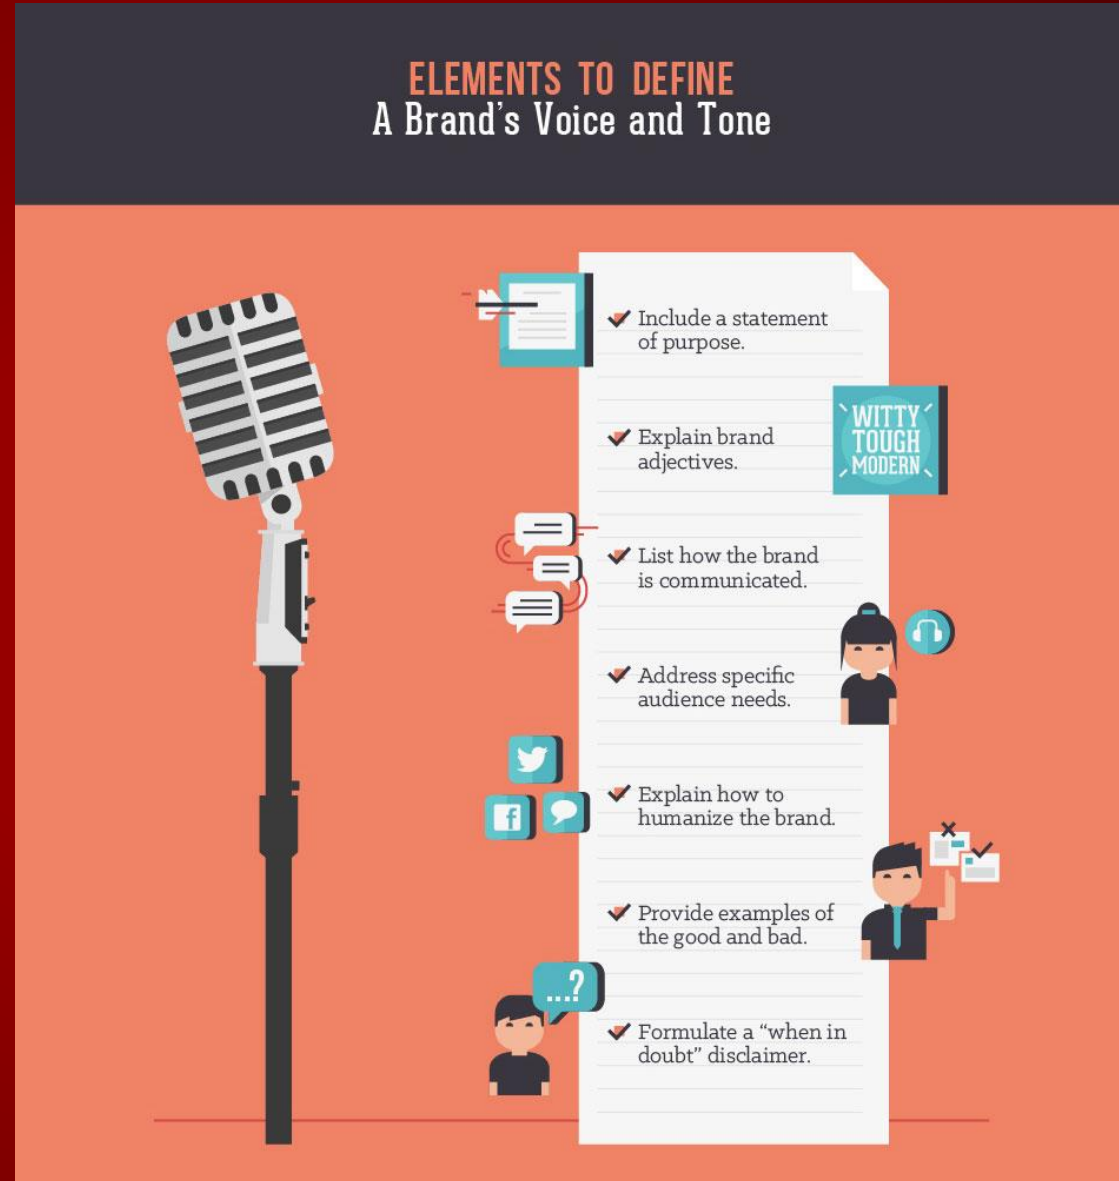 ELEMENTS TO DEFINE
A Brand's Voice and Tone
Include a statement
of purpose.
WITTY
TOUGH
MODERN
Explain brand
adjectives.
List how the brand
is communicated.
Address specific
audience needs.
f
Explain how to
humanize the brand.
Provide examples of
the good and bad.
...?
Formulate a “when in
doubt” disclaimer.